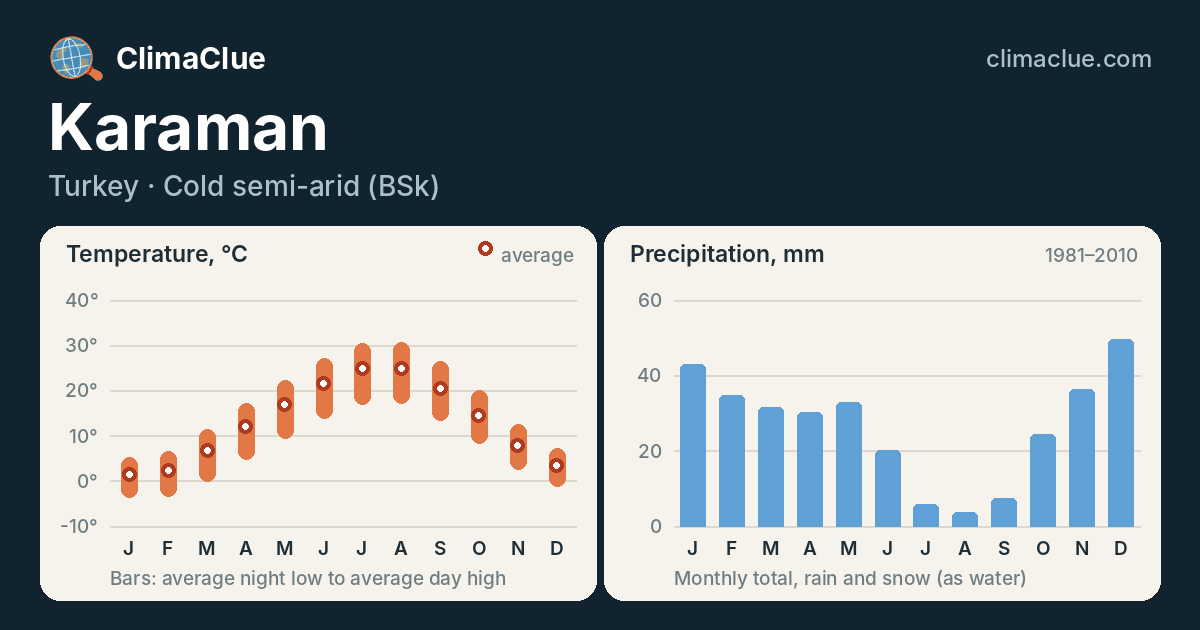 ClimaClue
climaclue.com
Karaman
Turkey · Cold semi-arid (BSk)
Temperature, °C
average
40°
30°
20°
10°
0°
-10°
J F M A M J J A S O N D
Bars: average night low to average day high
Precipitation, mm
1981–2010
60
40
20
0
J F M A M J J A S O N D
Monthly total, rain and snow (as water)